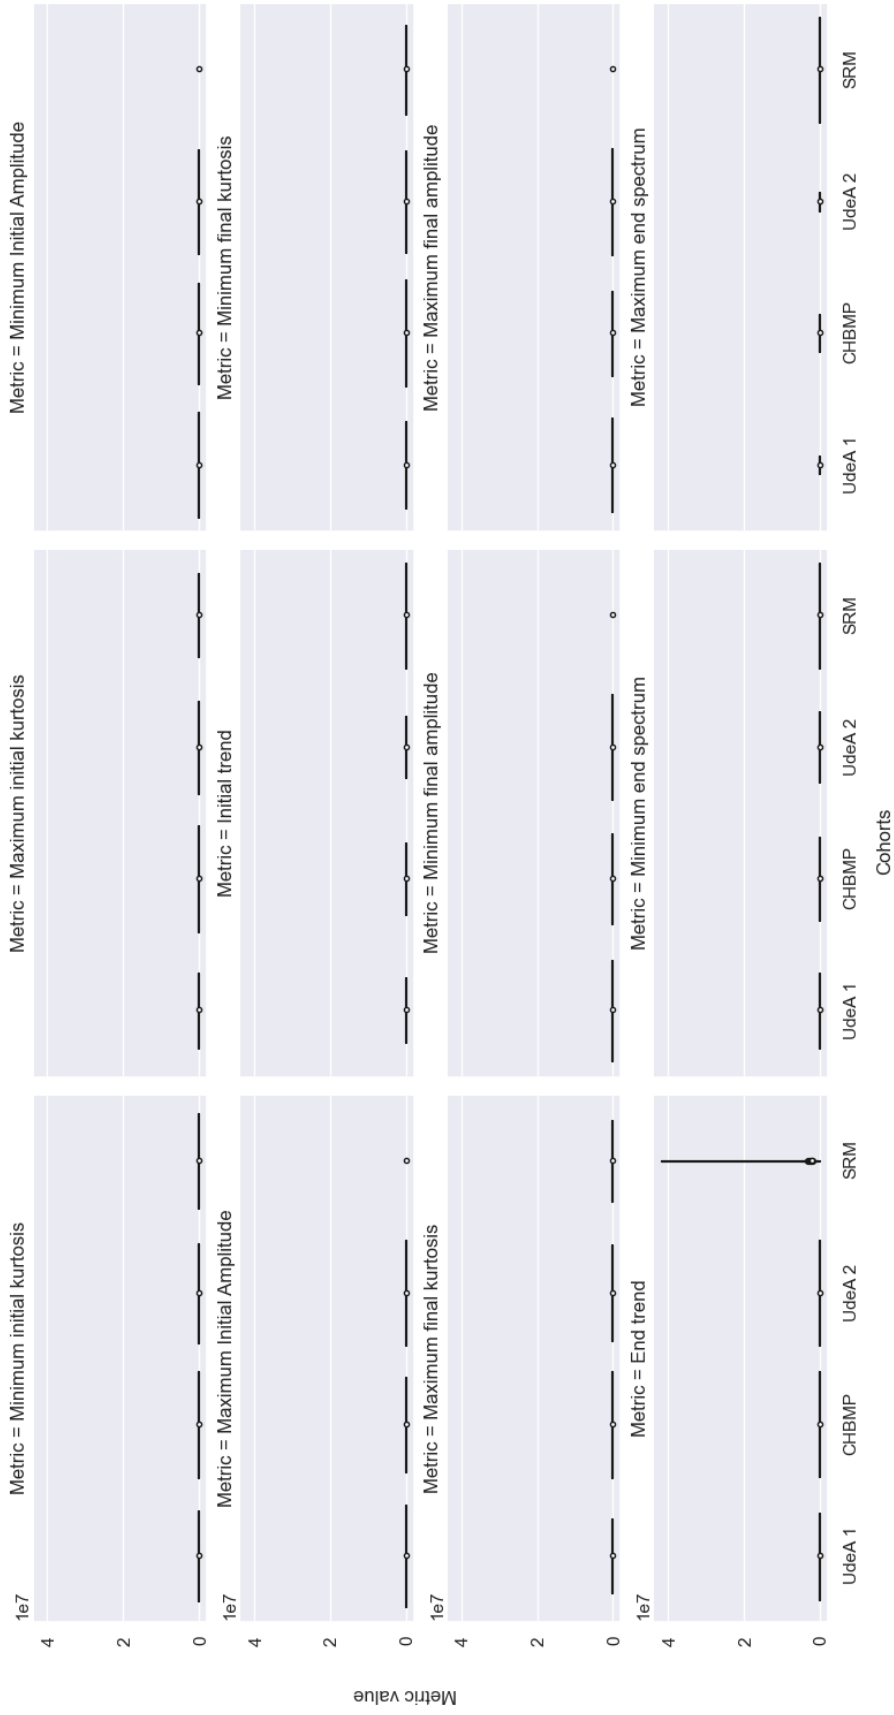 Metric = Minimum initial kurtosis
Metric = Maximum initial kurtosis
Metric = Minimum Initial Amplitude
1e7
4
2
0
Metric = Maximum Initial Amplitude
Metric = Initial trend
Metric = Minimum final kurtosis
1e7
4
2
0
Metric = Maximum final kurtosis
Metric = Minimum final amplitude
Metric = Maximum final amplitude
1e7
4
2
0
Metric = End trend
Metric = Minimum end spectrum
Metric = Maximum end spectrum
1e7
4
2
0
Metric value
UdeA 1 CHBMP UdeA 2 SRM
UdeA 1 CHBMP UdeA 2 SRM
UdeA 1 CHBMP UdeA 2 SRM
Cohorts